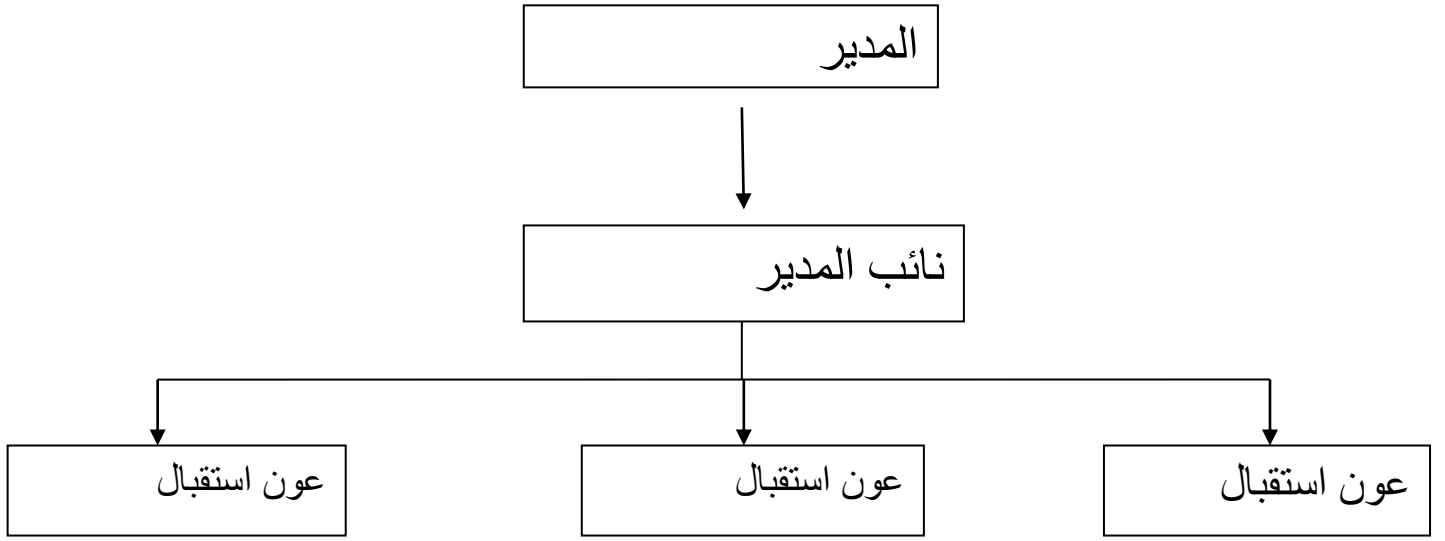 المدير
نائب المدير
عون استقبال
عون استقبال
عون استقبال